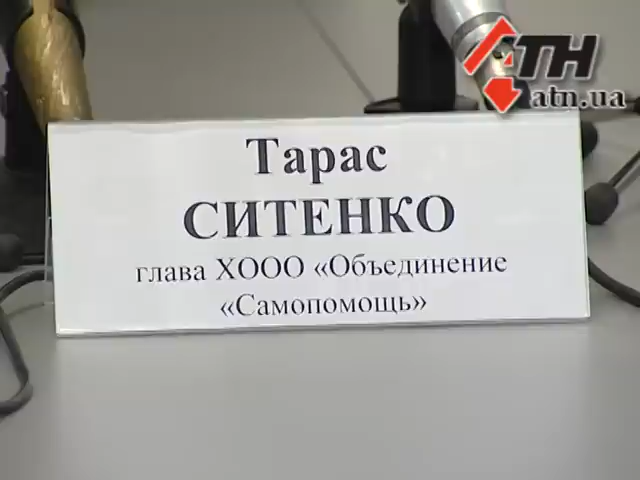 АТН
atn.ua
Тарас
СИТЕНКО
глава ХООО «Объединение
«Самопомощь»